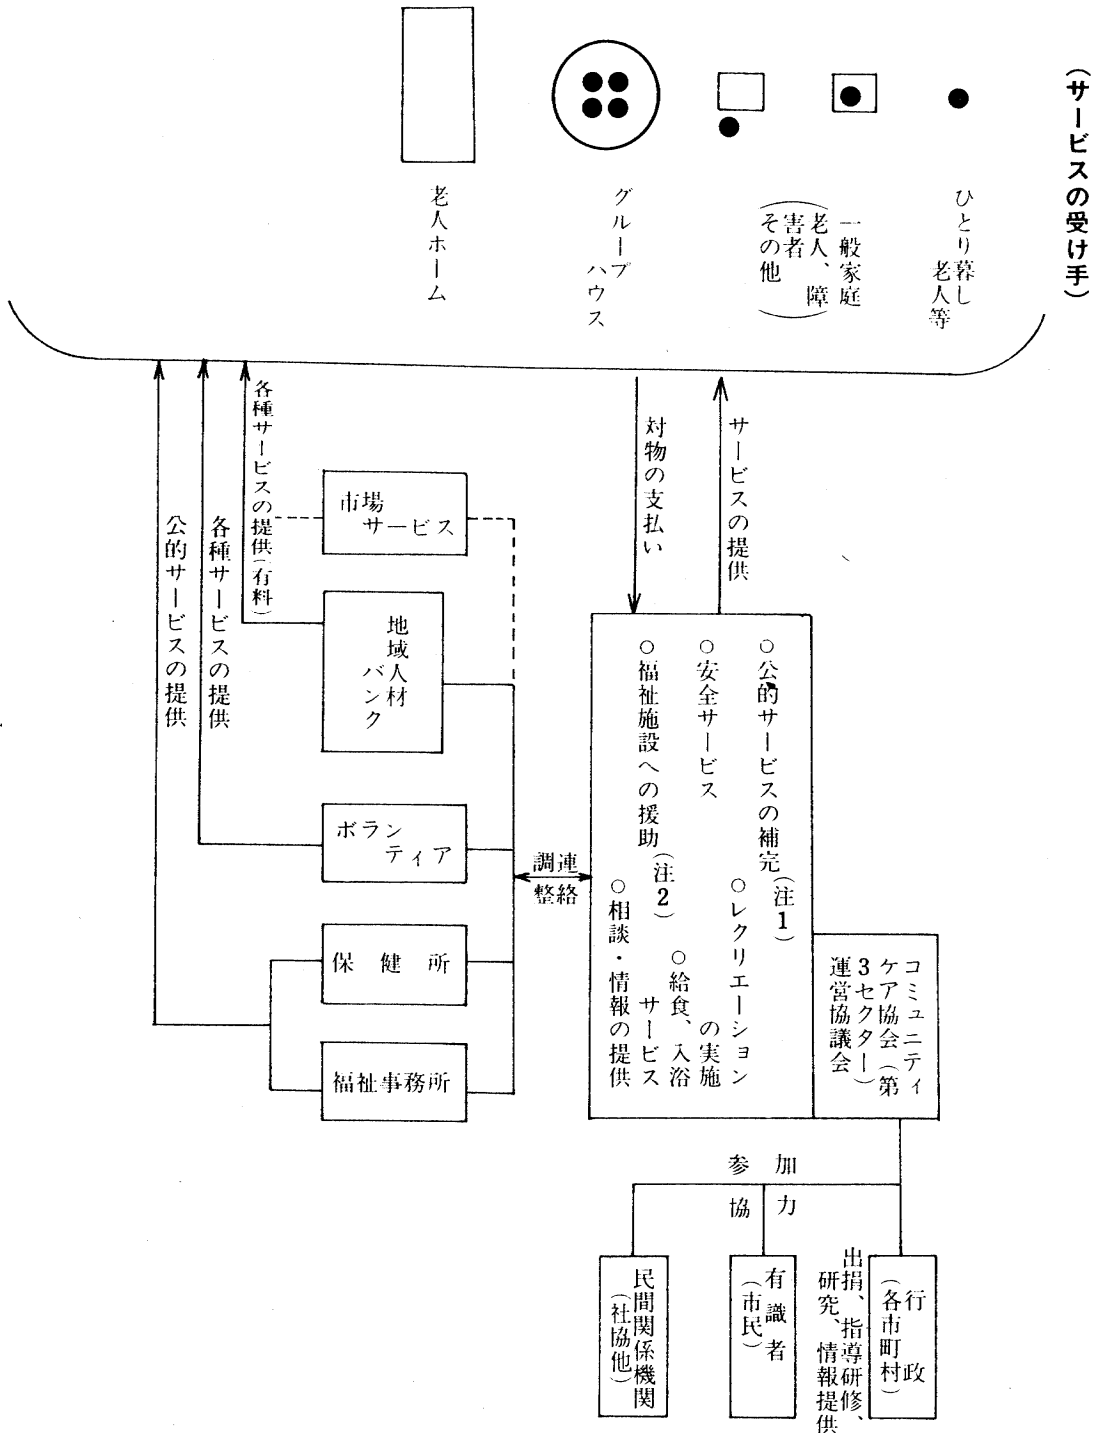 (サービスの受け手)
ひとり暮し
老人等
一般家庭
(老人、障
害者
その他)
グループ
ハウス
老人ホーム
サービスの提供
対物の支払い
各種サービスの提供(有料)
各種サービスの提供
公的サービスの提供
市場
サービス
地域人材
バンク
ボラン
ティア
保健所
福祉事務所
連絡
調整
○公的サービスの補完(注1)
○レクリエーション
の実施
○安全サービス
○給食、入浴
サービス
○福祉施設への援助(注2)
○相談・情報の提供
コミュニティ
ケア協会(第
3セクター)
運営協議会
参加
協力
行政
(各市町村)
出捐、指導研修、
研究、情報提供
有識者
(市民)
民間関係機関
(社協他)